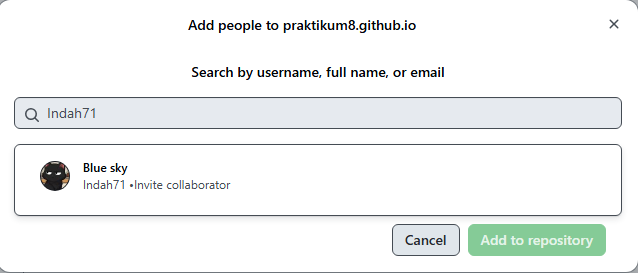 Add people to praktikum8.github.io
Search by username, full name, or email
Indah71
Blue sky
Indah71 •Invite collaborator
Cancel
Add to repository